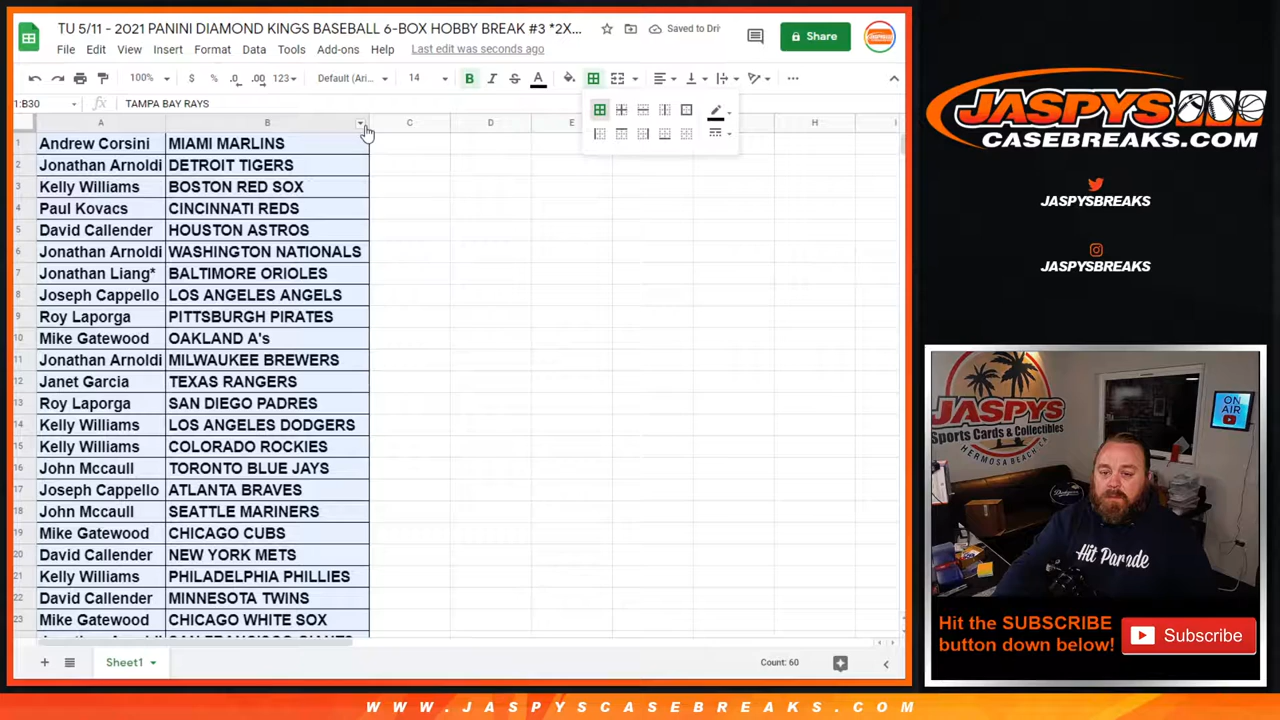 TU 5/11 - 2021 PANINI DIAMOND KINGS BASEBALL 6-BOX HOBBY BREAK #3 *2X...
Saved to Dri
Share
File Edit View Insert Format Data Tools Add-ons Help Last edit was seconds ago
100% $ % .0 .00 123 Default (Ari... 14 B I S A
1:B30 fx TAMPA BAY RAYS
A B C D E H I
1 Andrew Corsini MIAMI MARLINS
2 Jonathan Arnoldi DETROIT TIGERS
3 Kelly Williams BOSTON RED SOX
4 Paul Kovacs CINCINNATI REDS
5 David Callender HOUSTON ASTROS
6 Jonathan Arnoldi WASHINGTON NATIONALS
7 Jonathan Liang* BALTIMORE ORIOLES
8 Joseph Cappello LOS ANGELES ANGELS
9 Roy Laporga PITTSBURGH PIRATES
10 Mike Gatewood OAKLAND A's
11 Jonathan Arnoldi MILWAUKEE BREWERS
12 Janet Garcia TEXAS RANGERS
13 Roy Laporga SAN DIEGO PADRES
14 Kelly Williams LOS ANGELES DODGERS
15 Kelly Williams COLORADO ROCKIES
16 John Mccaull TORONTO BLUE JAYS
17 Joseph Cappello ATLANTA BRAVES
18 John Mccaull SEATTLE MARINERS
19 Mike Gatewood CHICAGO CUBS
20 David Callender NEW YORK METS
21 Kelly Williams PHILADELPHIA PHILLIES
22 David Callender MINNESOTA TWINS
23 Mike Gatewood CHICAGO WHITE SOX
Sheet1
Count: 60
JASPYS
CASEBREAKS.COM
JASPYSBREAKS
JASPYSBREAKS
JASPYS
Sports Cards & Collectibles
HERMOSA BEACH, CA
ON
AIR
Dodgers
Hit Parade
Hit the SUBSCRIBE
button down below!
Subscribe
WWW.JASPYSCASEBREAKS.COM